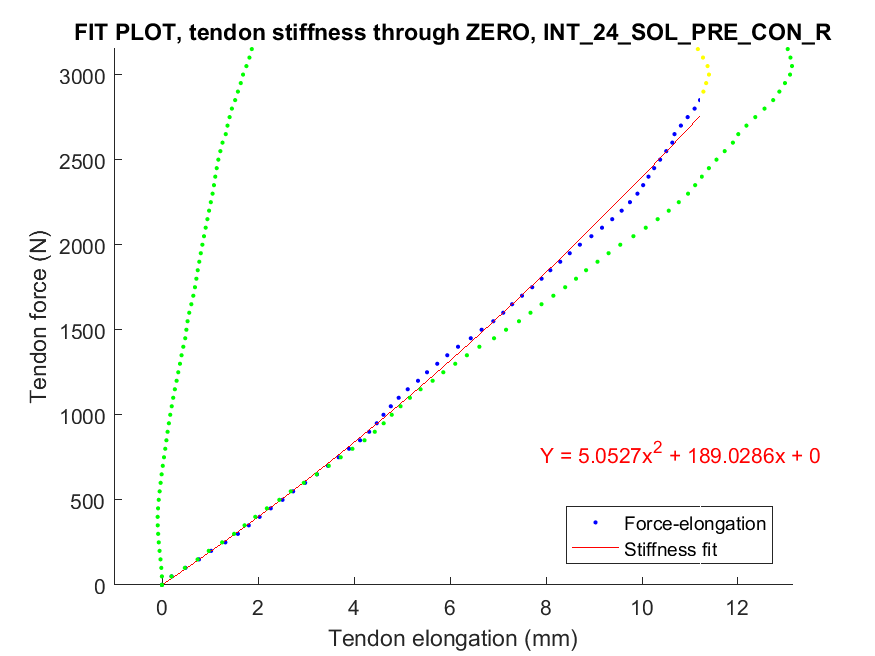 FIT PLOT, tendon stiffness through ZERO, INT_24_SOL_PRE_CON_R
3000
2500
2000
1500
1000
500
0
Tendon force (N)
Y = 5.0527x² + 189.0286x + 0
Force-elongation
Stiffness fit
0 2 4 6 8 10 12
Tendon elongation (mm)